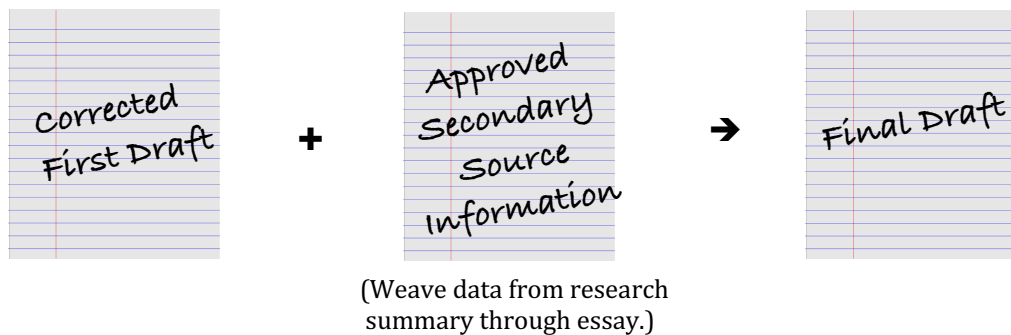 Corrected
First Draft
+
Approved
Secondary
Source
Information
➔
Final Draft
(Weave data from research
summary through essay.)